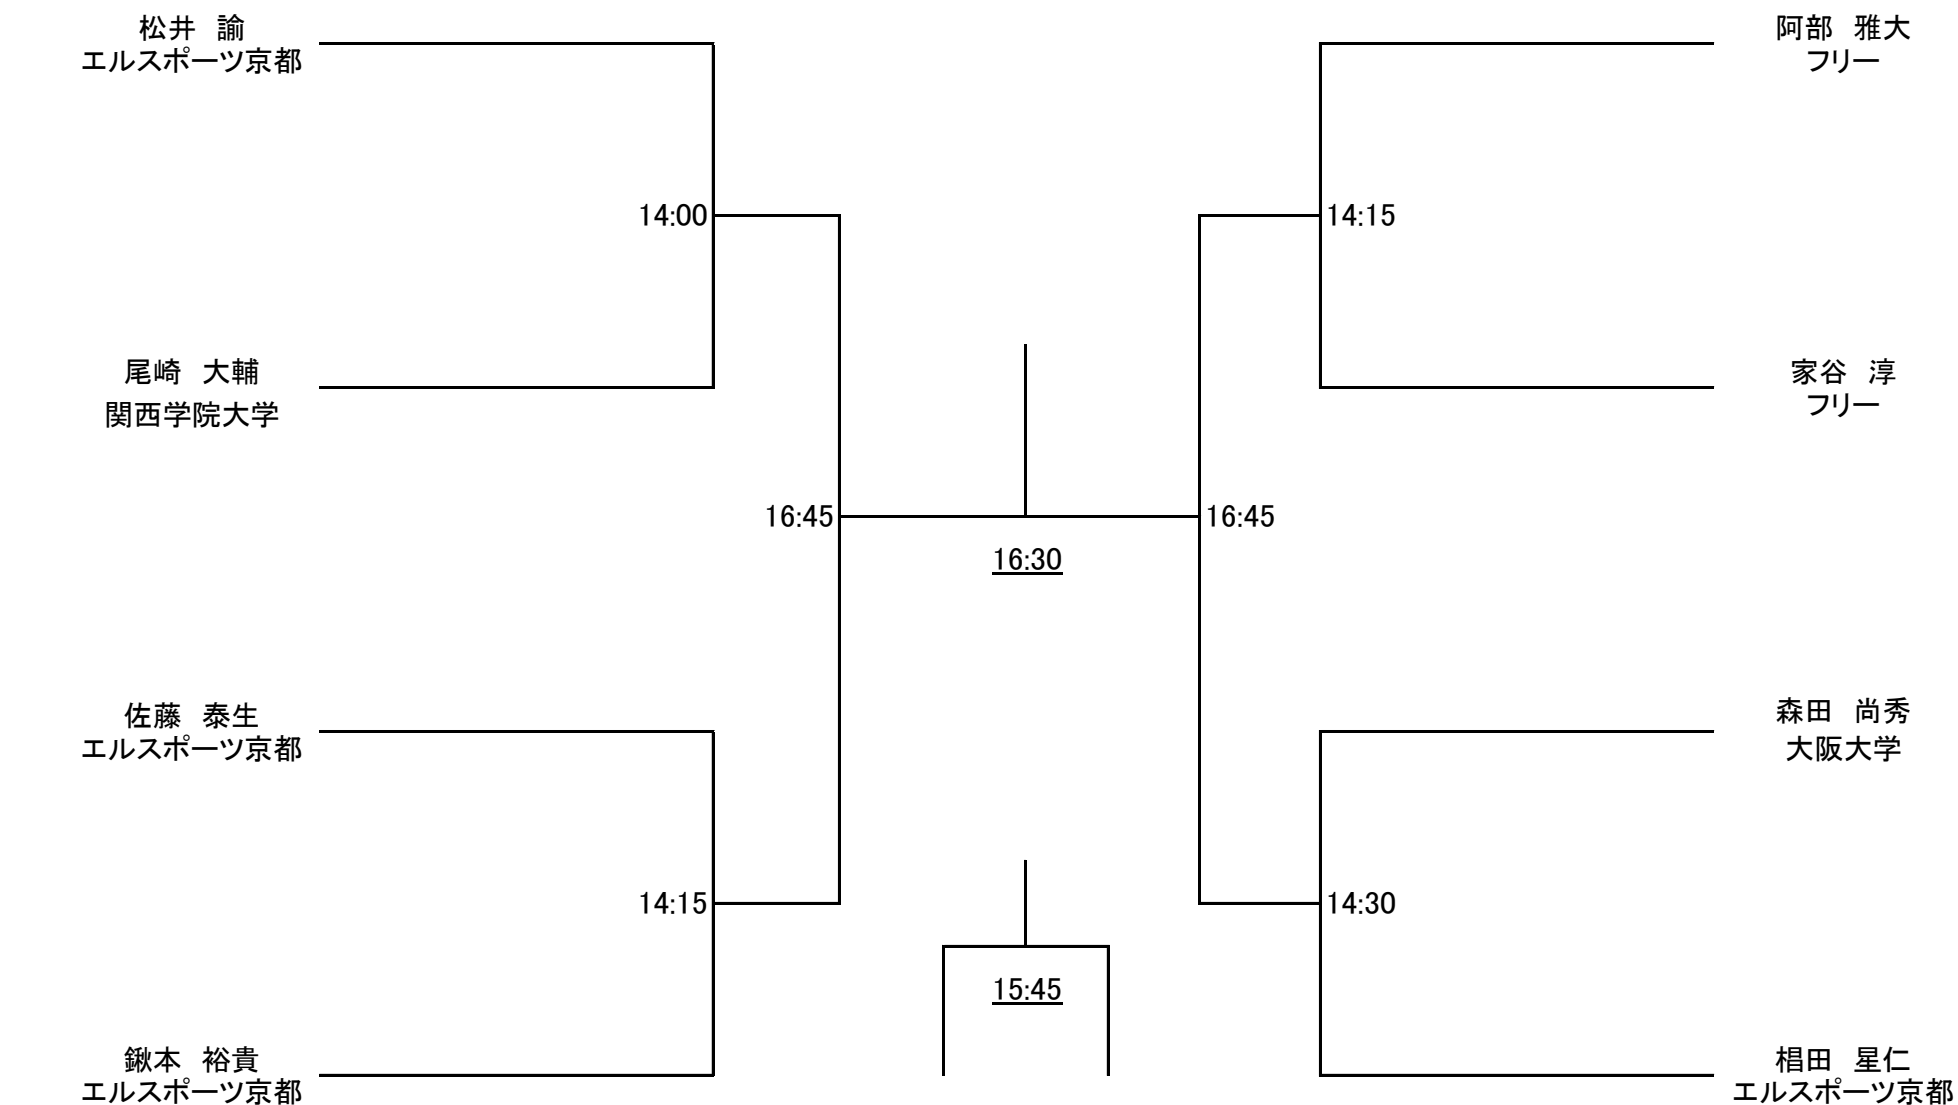 松井　諭
エルスポーツ京都
阿部　雅大
フリー
14:00
14:15
尾崎　大輔
関西学院大学
家谷　淳
フリー
16:45
16:45
16:30
佐藤　泰生
エルスポーツ京都
森田　尚秀
大阪大学
14:15
14:30
15:45
鍬本　裕貴
エルスポーツ京都
椙田　星仁
エルスポーツ京都